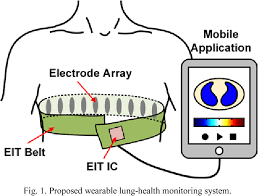 Mobile
Application
Electrode Array
EIT Belt
EIT IC
Fig. 1. Proposed wearable lung-health monitoring system.